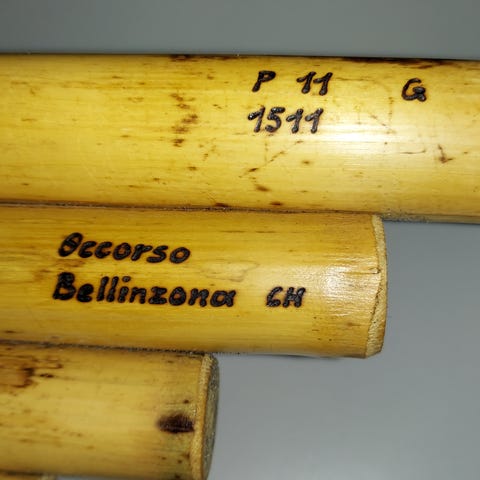 P 11 G
1511
Occorso
Bellinzona CH